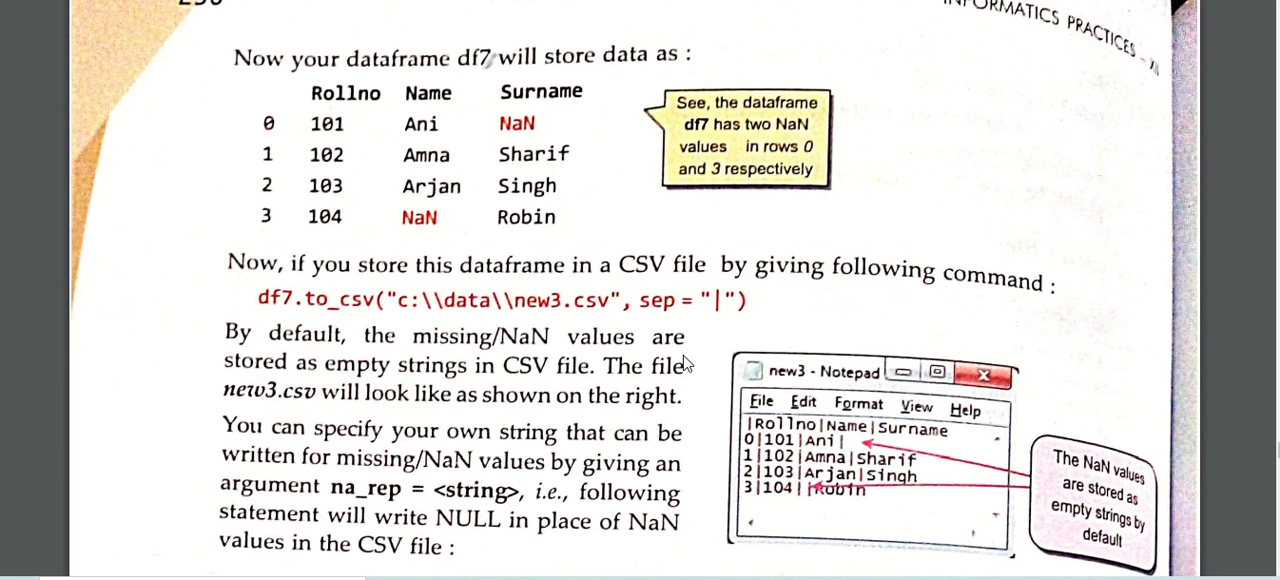 INFORMATICS PRACTICES - XII
Now your dataframe df7 will store data as :
Rollno Name Surname
0 101 Ani NaN
1 102 Amna Sharif
2 103 Arjan Singh
3 104 NaN Robin
See, the dataframe
df7 has two NaN
values in rows 0
and 3 respectively
Now, if you store this dataframe in a CSV file by giving following command :
df7.to_csv("c:\\data\\new3.csv", sep = "|")
By default, the missing/NaN values are
stored as empty strings in CSV file. The file
new3.csv will look like as shown on the right.
You can specify your own string that can be
written for missing/NaN values by giving an
argument na_rep = <string>, i.e., following
statement will write NULL in place of NaN
values in the CSV file :
new3 - Notepad
File Edit Format View Help
|Rollno|Name|Surname
0|101|Ani|
1|102|Amna|Sharif
2|103|Arjan|Singh
3|104||Robin
The NaN values
are stored as
empty strings by
default